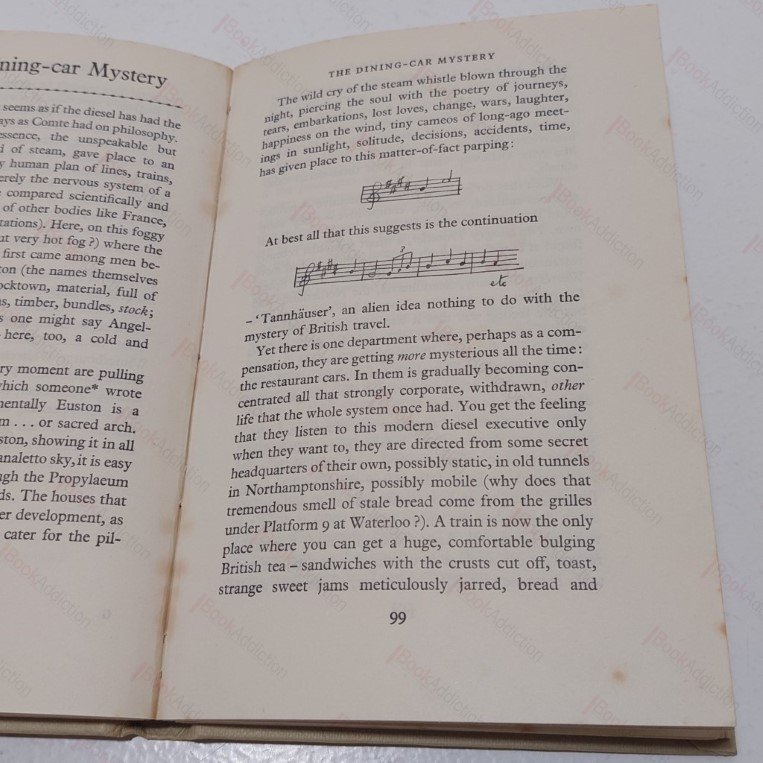 ning-car Mystery
seems as if the diesel has had the
ays as Comte had on philosophy.
essence, the unspeakable but
d of steam, gave place to an
y human plan of lines, trains,
erely the nervous system of a
compared scientifically and
of other bodies like France,
tations). Here, on this foggy
ut very hot fog?) where the
first came among men be-
ton (the names themselves
ocktown, material, full of
s, timber, bundles, stock;
s one might say Angel-
here, too, a cold and
ry moment are pulling
which someone* wrote
mentally Euston is a
m . . . or sacred arch.
ston, showing it in all
analetto sky, it is easy
ugh the Propylaeum
ds. The houses that
er development, as
cater for the pil-
THE DINING-CAR MYSTERY
The wild cry of the steam whistle blown through the
night, piercing the soul with the poetry of journeys,
tears, embarkations, lost loves, change, wars, laughter,
happiness on the wind, tiny cameos of long-ago meet-
ings in sunlight, solitude, decisions, accidents, time,
has given place to this matter-of-fact parping:
At best all that this suggests is the continuation
3
etc
– 'Tannhäuser', an alien idea nothing to do with the
mystery of British travel.
Yet there is one department where, perhaps as a com-
pensation, they are getting more mysterious all the time:
the restaurant cars. In them is gradually becoming con-
centrated all that strongly corporate, withdrawn, other
life that the whole system once had. You get the feeling
that they listen to this modern diesel executive only
when they want to, they are directed from some secret
headquarters of their own, possibly static, in old tunnels
in Northamptonshire, possibly mobile (why does that
tremendous smell of stale bread come from the grilles
under Platform 9 at Waterloo?). A train is now the only
place where you can get a huge, comfortable bulging
British tea – sandwiches with the crusts cut off, toast,
strange sweet jams meticulously jarred, bread and
99
BookAddiction